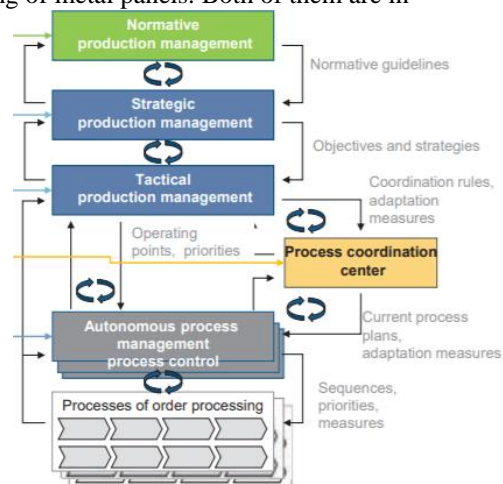 ng of metal panels. Both of them are in
Normative
production management
Normative guidelines
Strategic
production management
Objectives and strategies
Tactical
production management
Coordination rules,
adaptation
measures
Operating
points, priorities
Process coordination
center
Autonomous process
management
process control
Current process
plans,
adaptation measures
Sequences,
priorities,
measures
Processes of order processing